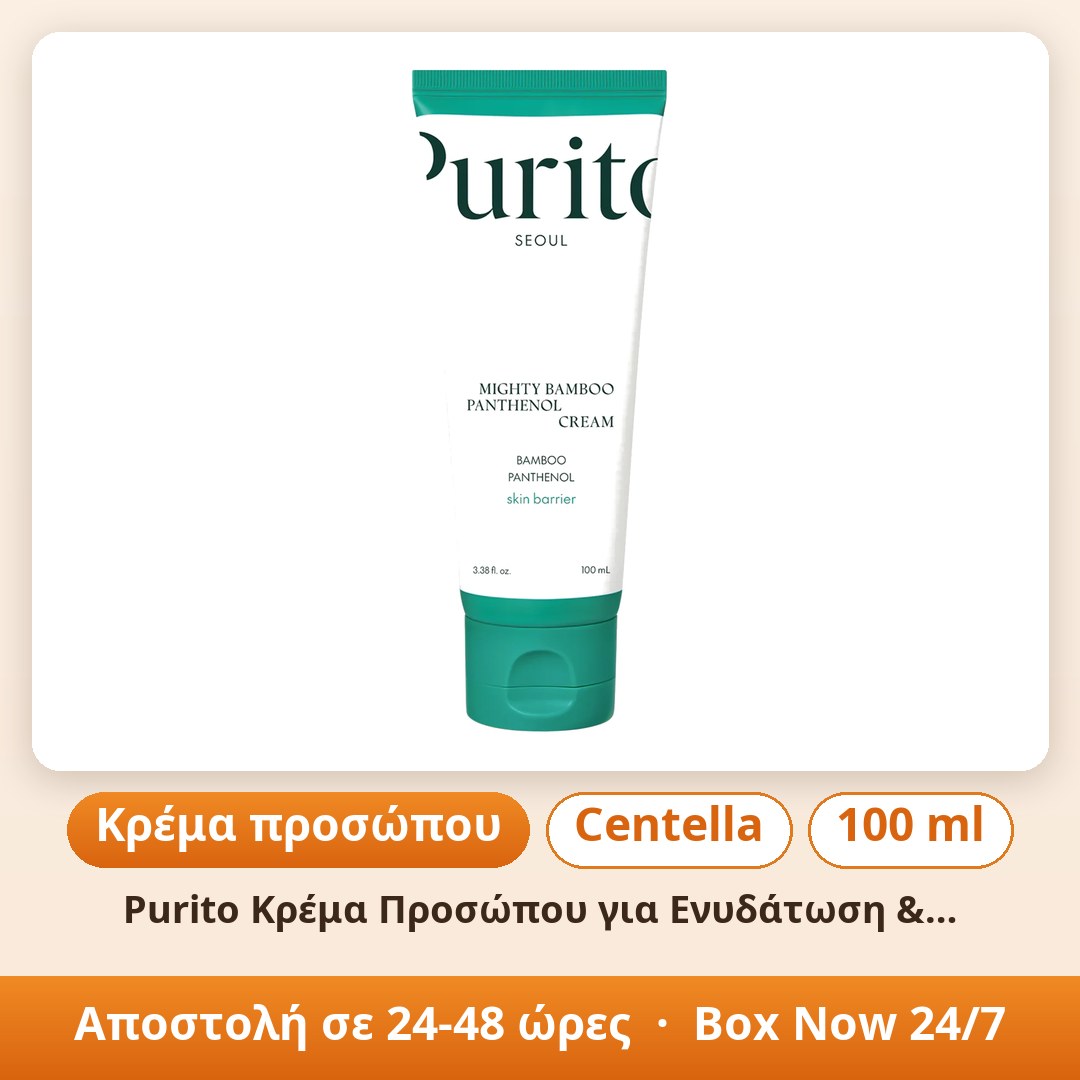 Purito
SEOUL
MIGHTY BAMBOO
PANTHENOL
CREAM
BAMBOO
PANTHENOL
skin barrier
3.38 fl. oz. 100 mL
Κρέμα προσώπου Centella 100 ml
Purito Κρέμα Προσώπου για Ενυδάτωση &...
Αποστολή σε 24-48 ώρες · Box Now 24/7